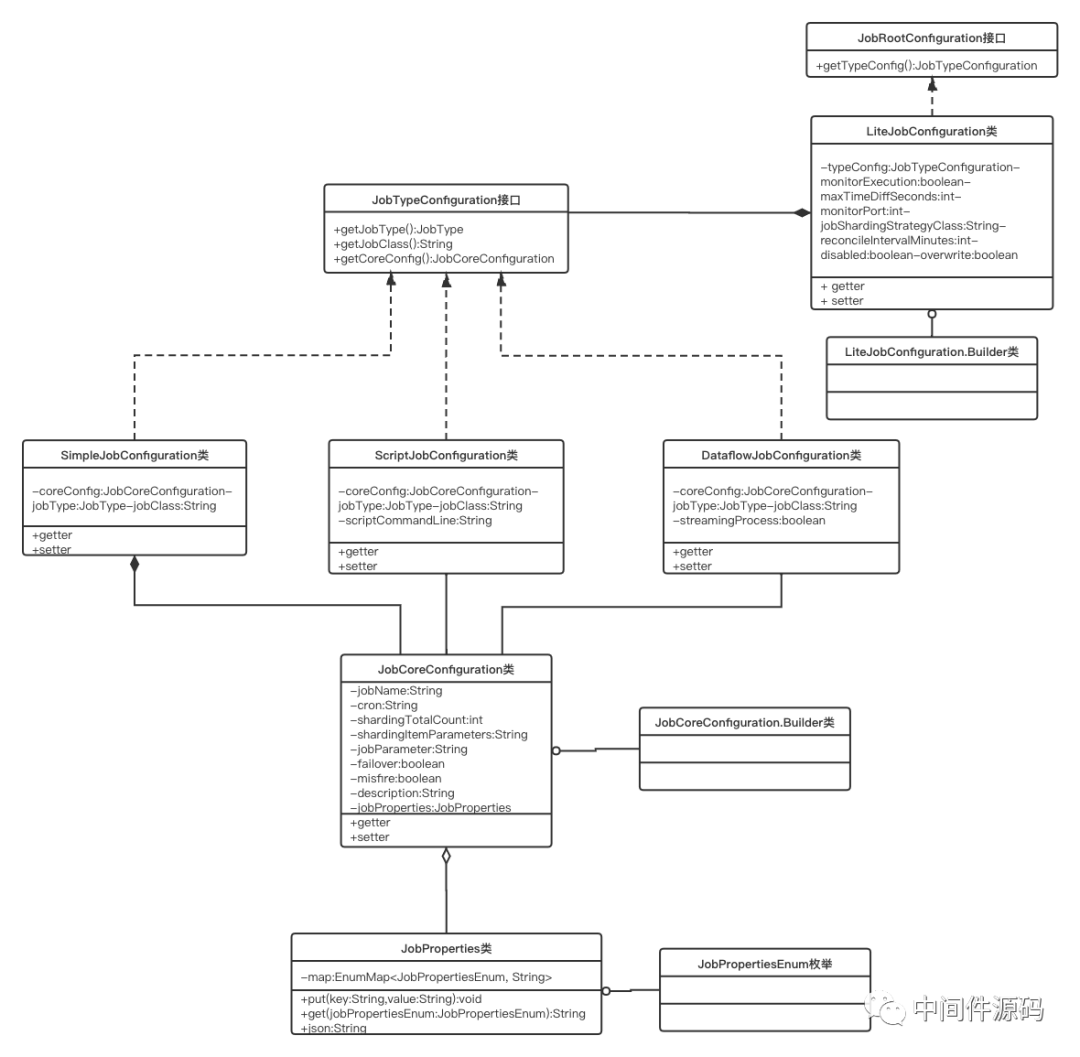 JobRootConfiguration接口
+getTypeConfig():JobTypeConfiguration
LiteJobConfiguration类
-typeConfig:JobTypeConfiguration-
monitorExecution:boolean-
maxTimeDiffSeconds:int-
monitorPort:int-
jobShardingStrategyClass:String-
reconcileIntervalMinutes:int-
disabled:boolean-overwrite:boolean
+ getter
+ setter
LiteJobConfiguration.Builder类
JobTypeConfiguration接口
+getJobType():JobType
+getJobClass():String
+getCoreConfig():JobCoreConfiguration
SimpleJobConfiguration类
-coreConfig:JobCoreConfiguration-
jobType:JobType-jobClass:String
+getter
+setter
ScriptJobConfiguration类
-coreConfig:JobCoreConfiguration-
jobType:JobType-jobClass:String
-scriptCommandLine:String
+getter
+setter
DataflowJobConfiguration类
-coreConfig:JobCoreConfiguration-
jobType:JobType-jobClass:String
-streamingProcess:boolean
+getter
+setter
JobCoreConfiguration类
-jobName:String
-cron:String
-shardingTotalCount:int
-shardingItemParameters:String
-jobParameter:String
-failover:boolean
-misfire:boolean
-description:String
-jobProperties:JobProperties
+getter
+setter
JobCoreConfiguration.Builder类
JobProperties类
-map:EnumMap<JobPropertiesEnum, String>
+put(key:String,value:String):void
+get(jobPropertiesEnum:JobPropertiesEnum):String
+json:String
JobPropertiesEnum枚举
中间件源码